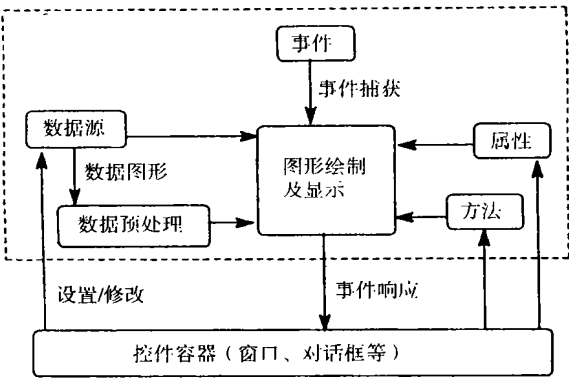 事件
事件捕获
数据源
图形绘制
及显示
属性
数据图形
数据预处理
方法
设置/修改
事件响应
控件容器（窗口、对话框等）